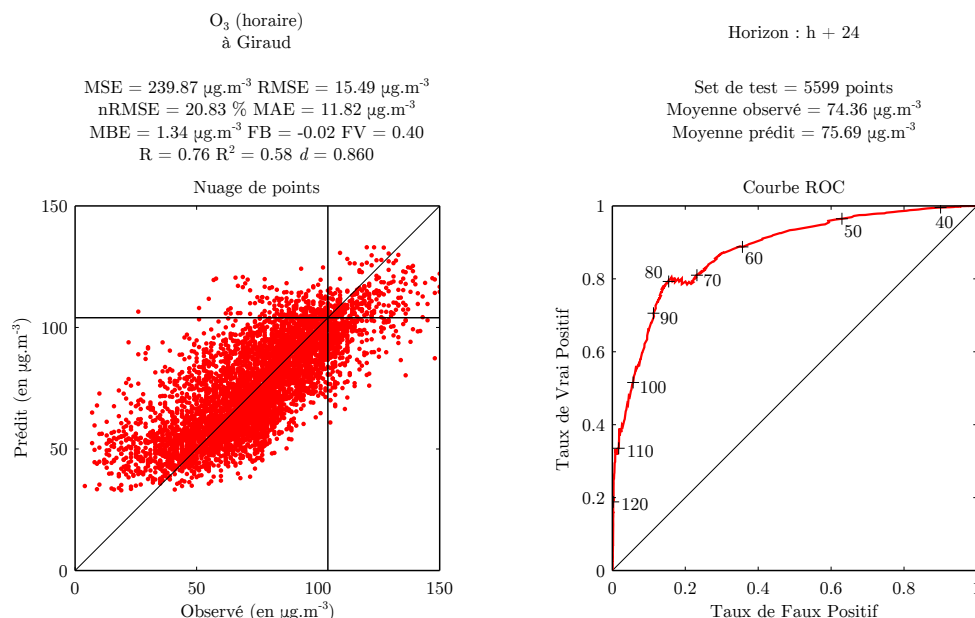 O₃ (horaire)
à Giraud
MSE = 239.87 µg.m⁻³ RMSE = 15.49 µg.m⁻³
nRMSE = 20.83 % MAE = 11.82 µg.m⁻³
MBE = 1.34 µg.m⁻³ FB = -0.02 FV = 0.40
R = 0.76 R² = 0.58 d = 0.860
Horizon : h + 24
Set de test = 5599 points
Moyenne observé = 74.36 µg.m⁻³
Moyenne prédit = 75.69 µg.m⁻³
Nuage de points
150
100
50
0
0 50 100 150
Prédit (en µg.m⁻³)
Observé (en µg.m⁻³)
Courbe ROC
1
0.8
0.6
0.4
0.2
0
0 0.2 0.4 0.6 0.8 1
Taux de Vrai Positif
Taux de Faux Positif
40
50
60
70
80
90
100
110
120